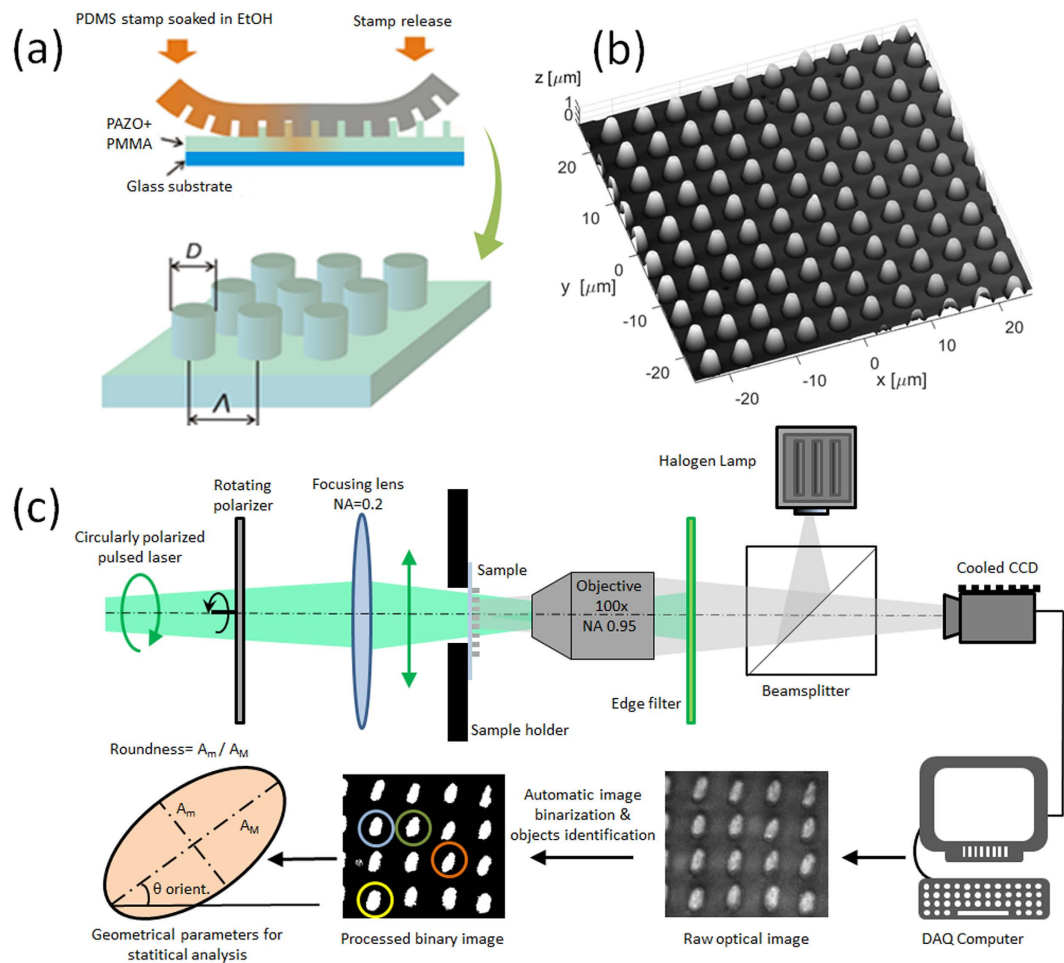 (a)
PDMS stamp soaked in EtOH
Stamp release
PAZO+
PMMA
Glass substrate
D
Λ
(b)
z [μm]
1
0
20
10
0
-10
-20
y [μm]
-20
-10
0
10
20
x [μm]
(c)
Circularly polarized
pulsed laser
Rotating
polarizer
Focusing lens
NA=0.2
Sample
Sample holder
Objective
100x
NA 0.95
Edge filter
Halogen Lamp
Beamsplitter
Cooled CCD
Roundness= Am / AM
Am
AM
θ orient.
Geometrical parameters for
statitical analysis
Processed binary image
Automatic image
binarization &
objects identification
Raw optical image
DAQ Computer